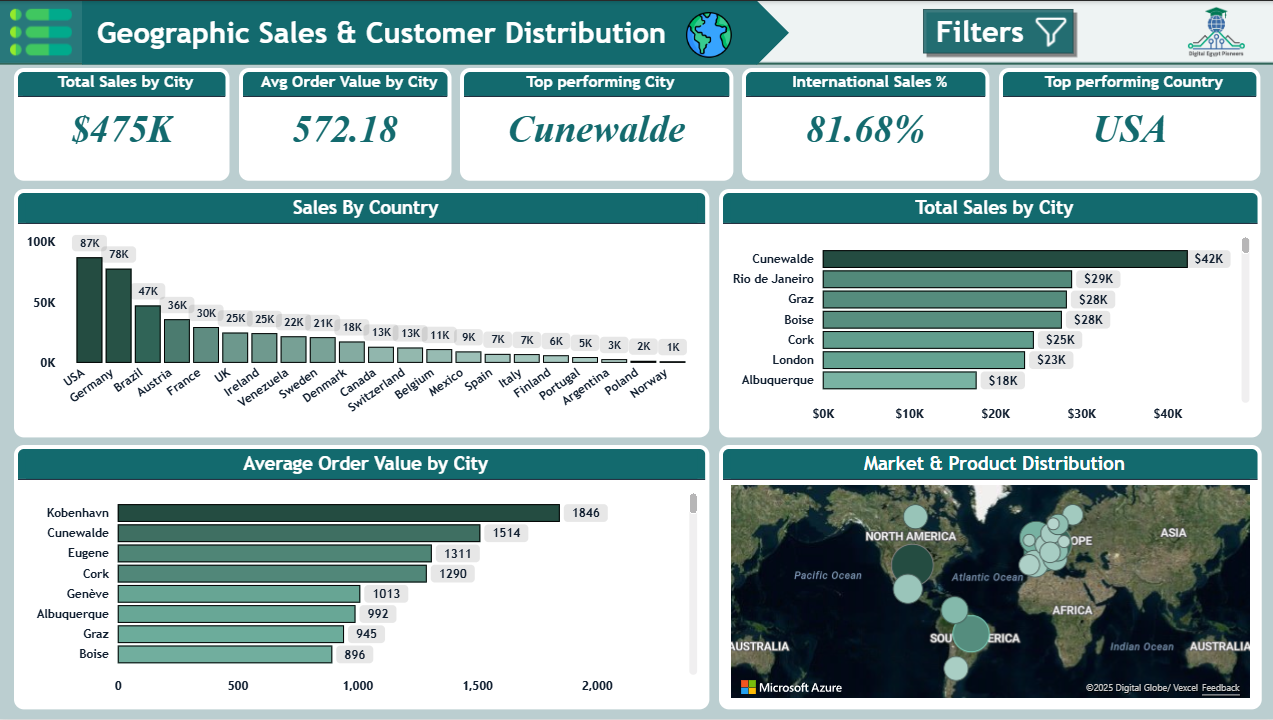 Geographic Sales & Customer Distribution
Filters
Digital Egypt Pioneers
Total Sales by City
$475K
Avg Order Value by City
572.18
Top performing City
Cunewalde
International Sales %
81.68%
Top performing Country
USA
Sales By Country
100K
50K
0K
87K
78K
47K
36K
30K
25K
25K
22K
21K
18K
13K
13K
11K
9K
7K
7K
6K
5K
3K
2K
1K
USA
Germany
Brazil
Austria
France
UK
Ireland
Venezuela
Sweden
Denmark
Canada
Switzerland
Belgium
Mexico
Spain
Italy
Finland
Portugal
Argentina
Poland
Norway
Total Sales by City
Cunewalde $42K
Rio de Janeiro $29K
Graz $28K
Boise $28K
Cork $25K
London $23K
Albuquerque $18K
$0K $10K $20K $30K $40K
Average Order Value by City
Kobenhavn 1846
Cunewalde 1514
Eugene 1311
Cork 1290
Genève 1013
Albuquerque 992
Graz 945
Boise 896
0 500 1,000 1,500 2,000
Market & Product Distribution
NORTH AMERICA
OPE
ASIA
Pacific Ocean
Atlantic Ocean
AFRICA
SOU ERICA
AUSTRALIA
Indian Ocean
AUSTRALIA
Microsoft Azure
©2025 Digital Globe/ Vexcel Feedback